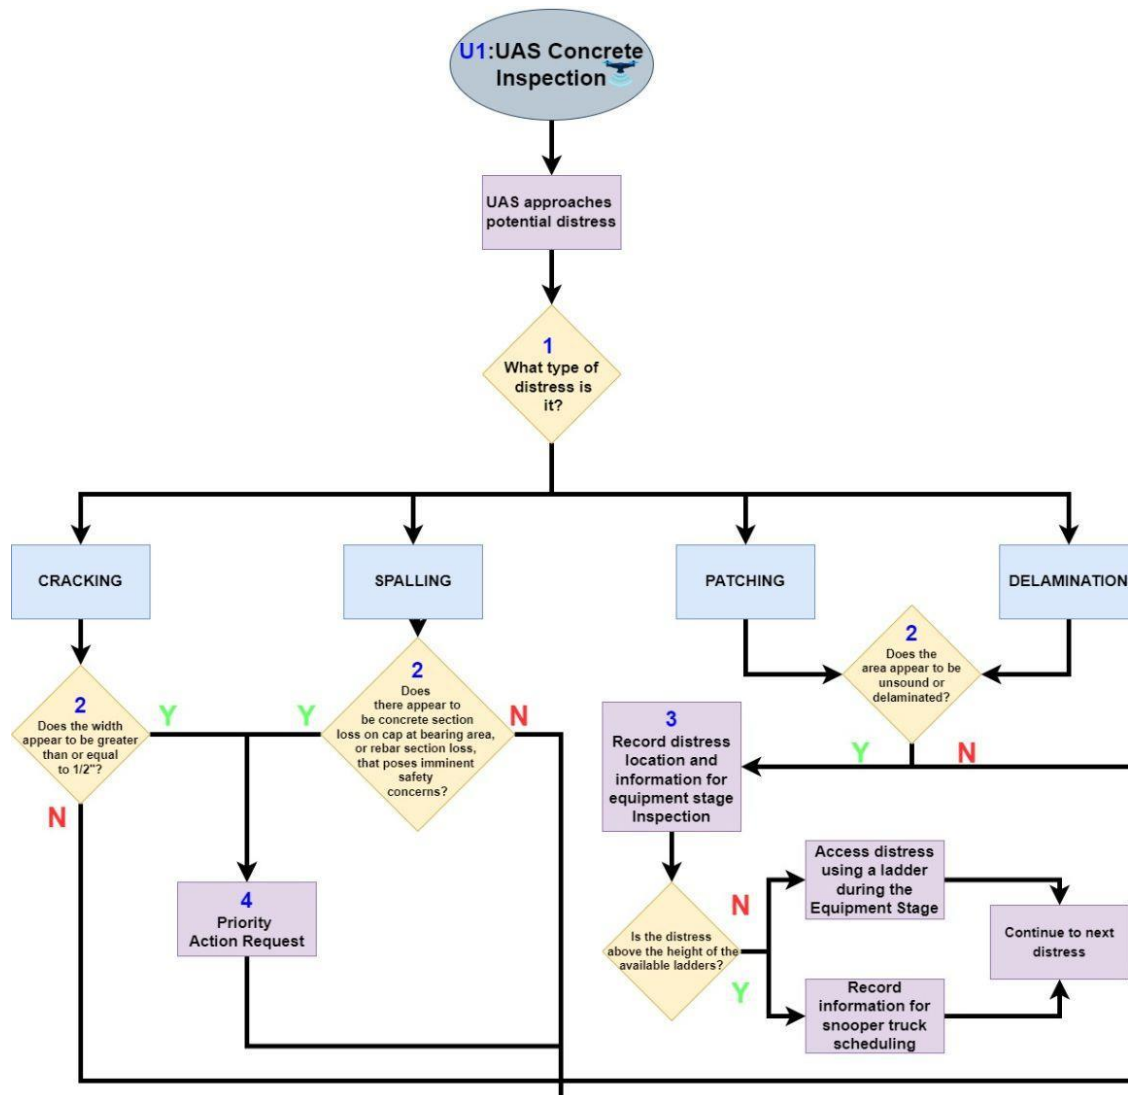 U1:UAS Concrete
Inspection
UAS approaches
potential distress
1
What type of
distress is
it?
CRACKING
SPALLING
PATCHING
DELAMINATION
2
Does the width
appear to be greater
than or equal
to 1/2"?
Y
N
2
Does
there appear to
be concrete section
loss on cap at bearing area,
or rebar section loss,
that poses imminent
safety
concerns?
Y
N
2
Does the
area appear to be
unsound or
delaminated?
Y
N
3
Record distress
location and
information for
equipment stage
Inspection
4
Priority
Action Request
Is the distress
above the height of the
available ladders?
N
Y
Access distress
using a ladder
during the
Equipment Stage
Record
information for
snooper truck
scheduling
Continue to next
distress